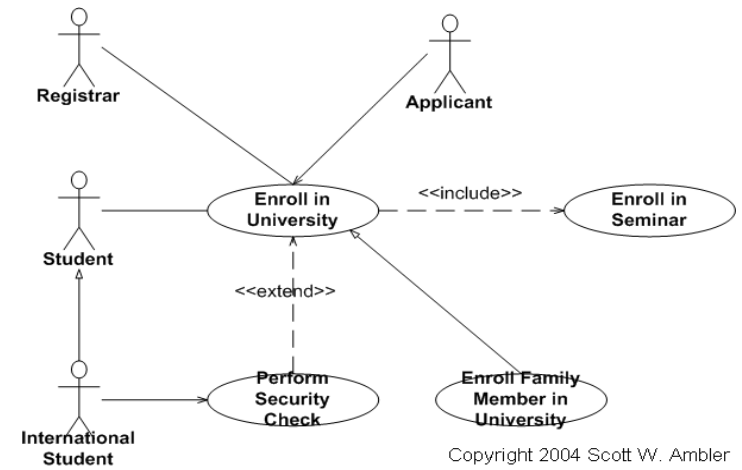 Registrar
Applicant
Enroll in
University
<<include>>
Enroll in
Seminar
Student
<<extend>>
Perform
Security
Check
Enroll Family
Member in
University
International
Student
Copyright 2004 Scott W. Ambler